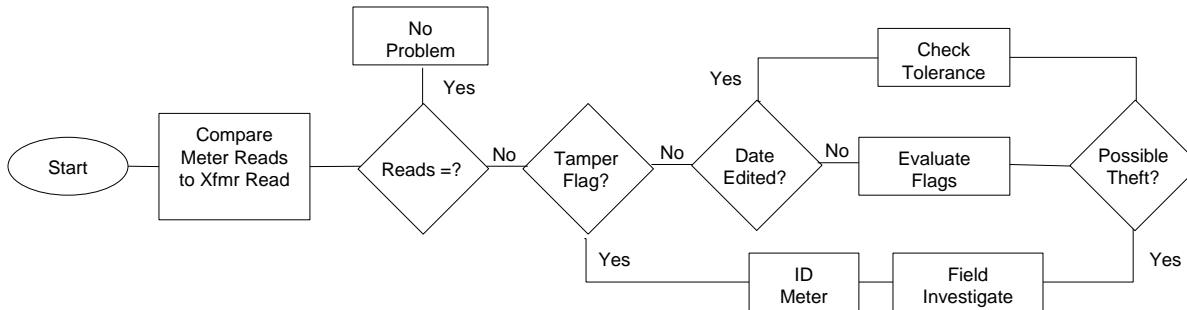 No
Problem
Yes
Start
Compare
Meter Reads
to Xfmr Read
Reads =?
No
Tamper
Flag?
No
Date
Edited?
Yes
Check
Tolerance
No
Evaluate
Flags
Possible
Theft?
Yes
ID
Meter
Field
Investigate
Yes